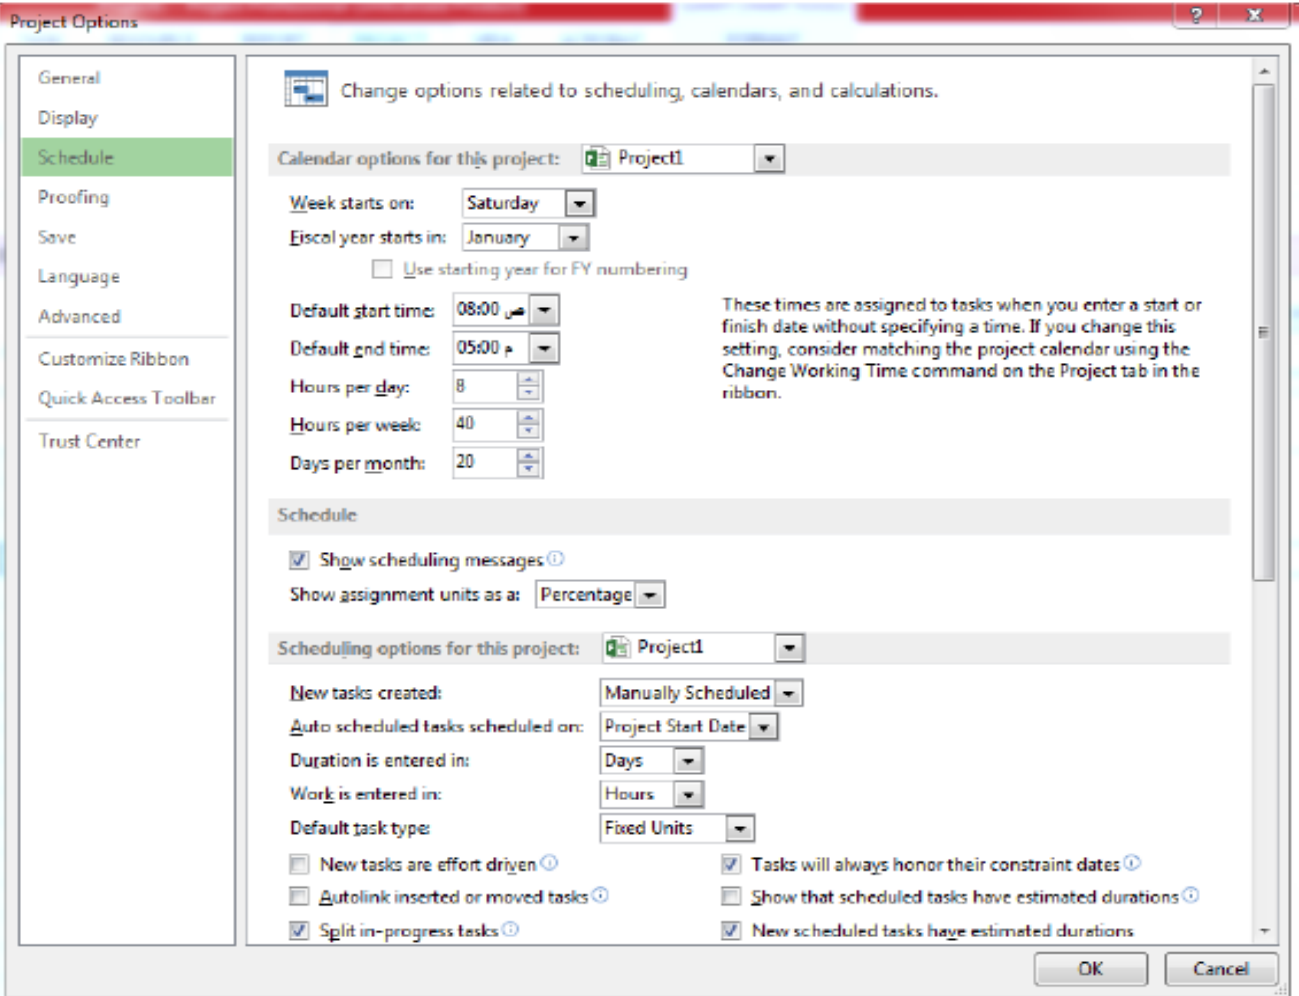 Project Options
General
Display
Schedule
Proofing
Save
Language
Advanced
Customize Ribbon
Quick Access Toolbar
Trust Center
Change options related to scheduling, calendars, and calculations.
Calendar options for this project: Project1
Week starts on: Saturday
Fiscal year starts in: January
Use starting year for FY numbering
Default start time: 08:00 ص
Default end time: 05:00 م
Hours per day: 8
Hours per week: 40
Days per month: 20
These times are assigned to tasks when you enter a start or
finish date without specifying a time. If you change this
setting, consider matching the project calendar using the
Change Working Time command on the Project tab in the
ribbon.
Schedule
Show scheduling messages
Show assignment units as a: Percentage
Scheduling options for this project: Project1
New tasks created: Manually Scheduled
Auto scheduled tasks scheduled on: Project Start Date
Duration is entered in: Days
Work is entered in: Hours
Default task type: Fixed Units
New tasks are effort driven
Autolink inserted or moved tasks
Split in-progress tasks
Tasks will always honor their constraint dates
Show that scheduled tasks have estimated durations
New scheduled tasks have estimated durations
OK Cancel